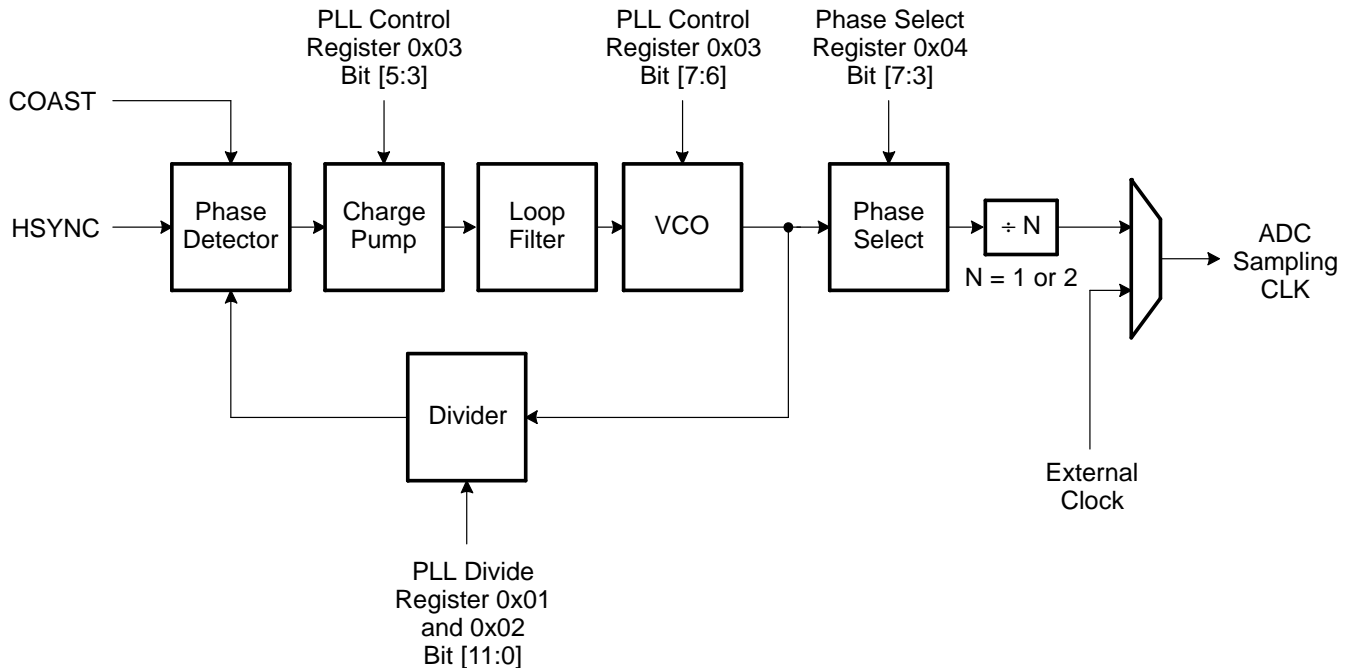 PLL Control
Register 0x03
Bit [5:3]
PLL Control
Register 0x03
Bit [7:6]
Phase Select
Register 0x04
Bit [7:3]
COAST
HSYNC
Phase
Detector
Charge
Pump
Loop
Filter
VCO
Phase
Select
÷ N
N = 1 or 2
ADC
Sampling
CLK
Divider
External
Clock
PLL Divide
Register 0x01
and 0x02
Bit [11:0]